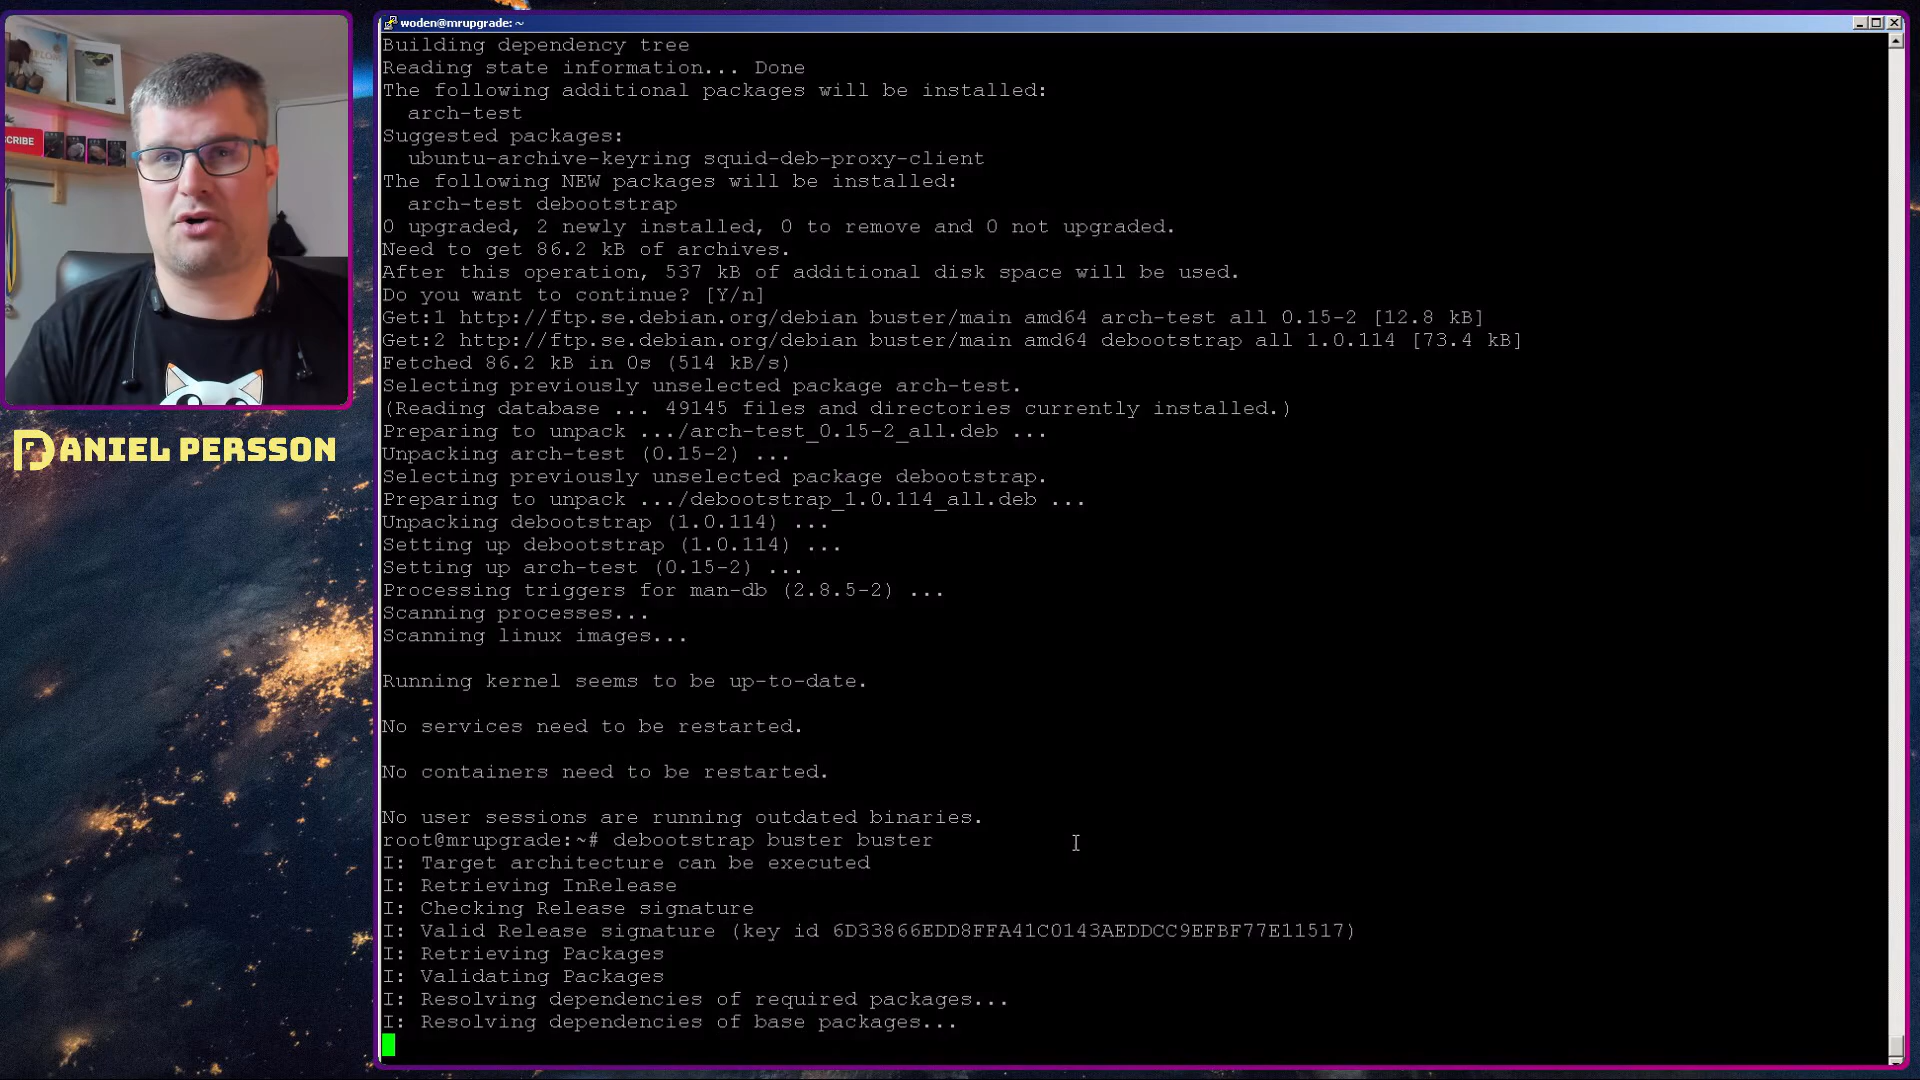 woden@mrupgrade: ~
Building dependency tree
Reading state information... Done
The following additional packages will be installed:
  arch-test
Suggested packages:
  ubuntu-archive-keyring squid-deb-proxy-client
The following NEW packages will be installed:
  arch-test debootstrap
0 upgraded, 2 newly installed, 0 to remove and 0 not upgraded.
Need to get 86.2 kB of archives.
After this operation, 537 kB of additional disk space will be used.
Do you want to continue? [Y/n]
Get:1 http://ftp.se.debian.org/debian buster/main amd64 arch-test all 0.15-2 [12.8 kB]
Get:2 http://ftp.se.debian.org/debian buster/main amd64 debootstrap all 1.0.114 [73.4 kB]
Fetched 86.2 kB in 0s (514 kB/s)
Selecting previously unselected package arch-test.
(Reading database ... 49145 files and directories currently installed.)
Preparing to unpack .../arch-test_0.15-2_all.deb ...
Unpacking arch-test (0.15-2) ...
Selecting previously unselected package debootstrap.
Preparing to unpack .../debootstrap_1.0.114_all.deb ...
Unpacking debootstrap (1.0.114) ...
Setting up debootstrap (1.0.114) ...
Setting up arch-test (0.15-2) ...
Processing triggers for man-db (2.8.5-2) ...
Scanning processes...
Scanning linux images...
Running kernel seems to be up-to-date.
No services need to be restarted.
No containers need to be restarted.
No user sessions are running outdated binaries.
root@mrupgrade:~# debootstrap buster buster
I: Target architecture can be executed
I: Retrieving InRelease
I: Checking Release signature
I: Valid Release signature (key id 6D33866EDD8FFA41C0143AEDDCC9EFBF77E11517)
I: Retrieving Packages
I: Validating Packages
I: Resolving dependencies of required packages...
I: Resolving dependencies of base packages...
CRIBE
DANIEL PERSSON